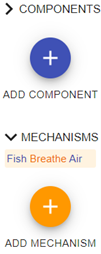 COMPONENTS
ADD COMPONENT
MECHANISMS
Fish Breathe Air
ADD MECHANISM